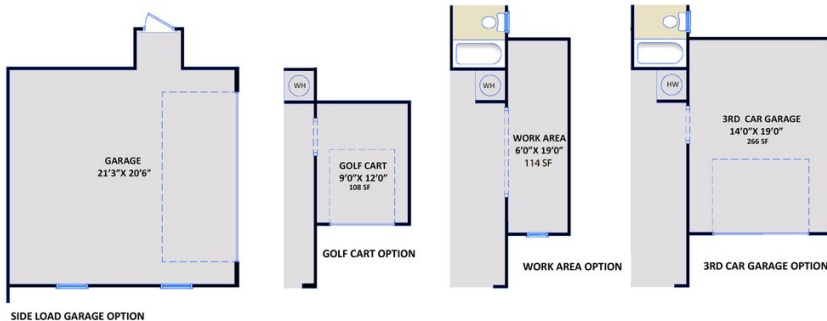 GARAGE
21'3"X 20'6"
SIDE LOAD GARAGE OPTION
WH
GOLF CART
9'0"X 12'0"
108 SF
GOLF CART OPTION
WH
WORK AREA
6'0"X 19'0"
114 SF
WORK AREA OPTION
HW
3RD CAR GARAGE
14'0"X 19'0"
266 SF
3RD CAR GARAGE OPTION